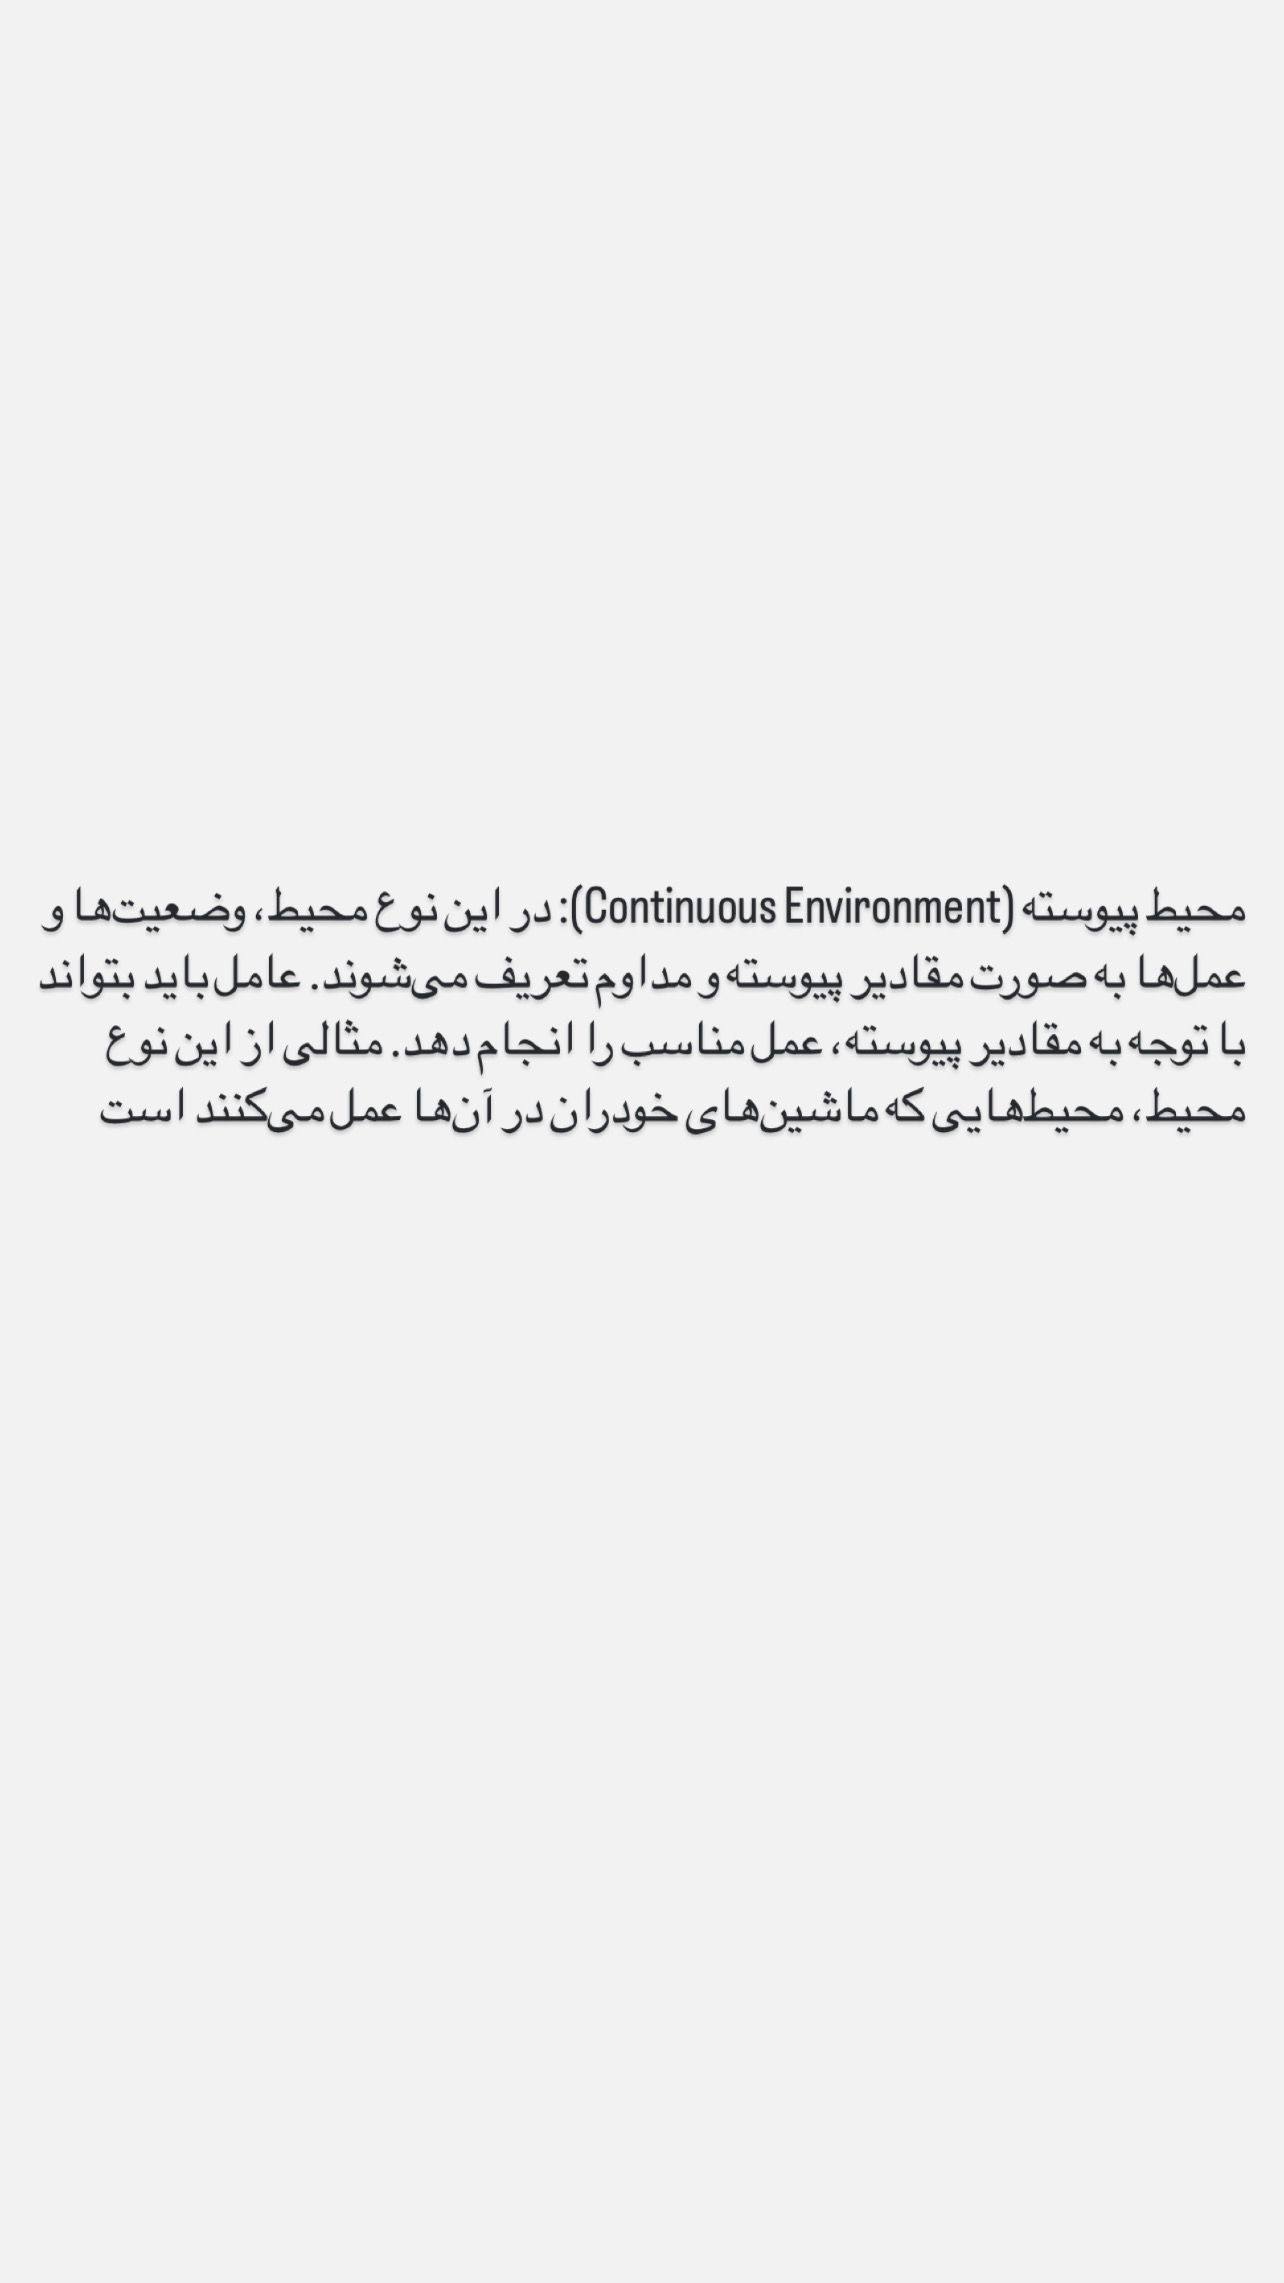 محیط پیوسته (Continuous Environment): در این نوع محیط، وضعیت‌ها و
عمل‌ها به صورت مقادیر پیوسته و مداوم تعریف می‌شوند. عامل باید بتواند
با توجه به مقادیر پیوسته، عمل مناسب را انجام دهد. مثالی از این نوع
محیط، محیط‌هایی که ماشین‌های خودران در آن‌ها عمل می‌کنند است